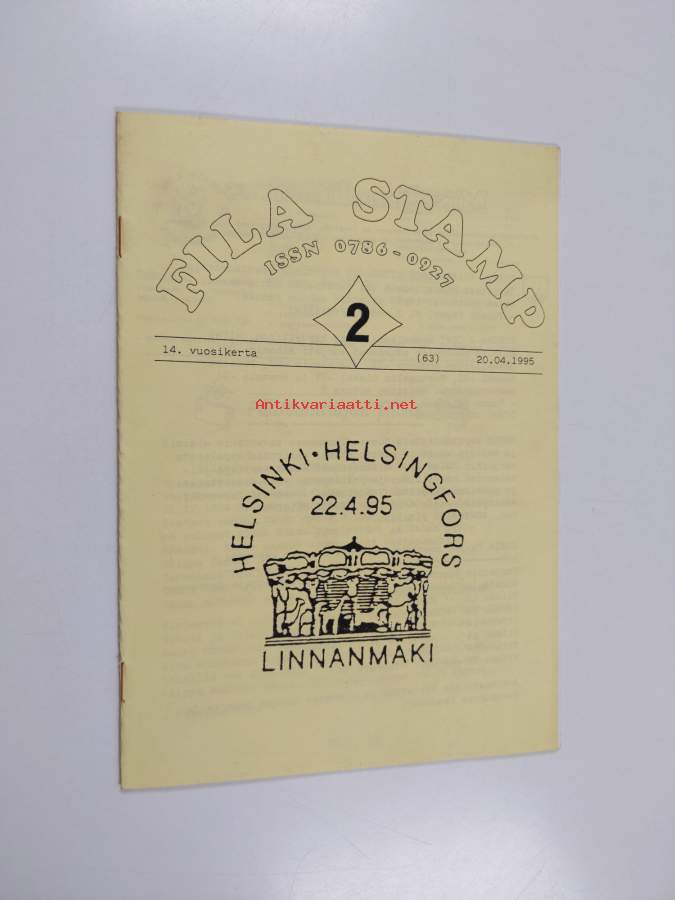 FILA STAMP
ISSN 0786-0927
2
14. vuosikerta (63) 20.04.1995
Antikvariaatti.net
HELSINKI•HELSINGFORS
22.4.95
LINNANMÄKI